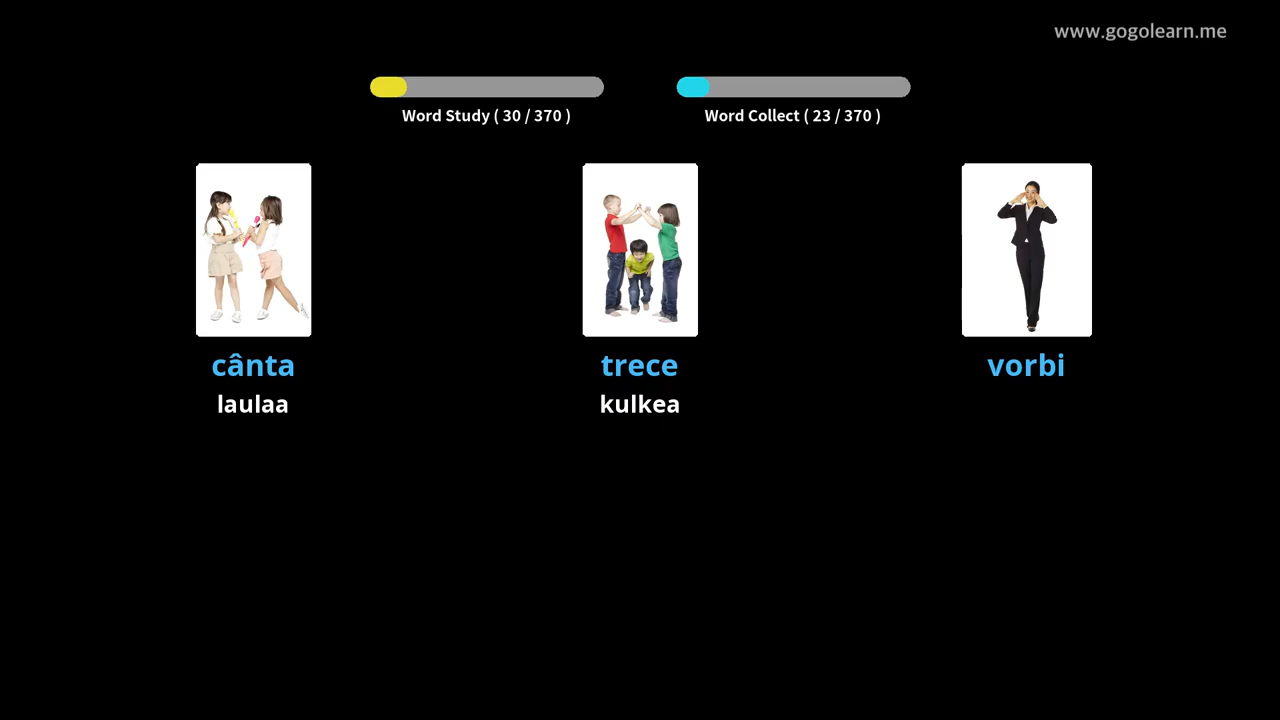 www.gogolearn.me
Word Study ( 30 / 370 )
Word Collect ( 23 / 370 )
cânta
trece
vorbi
laulaa
kulkea